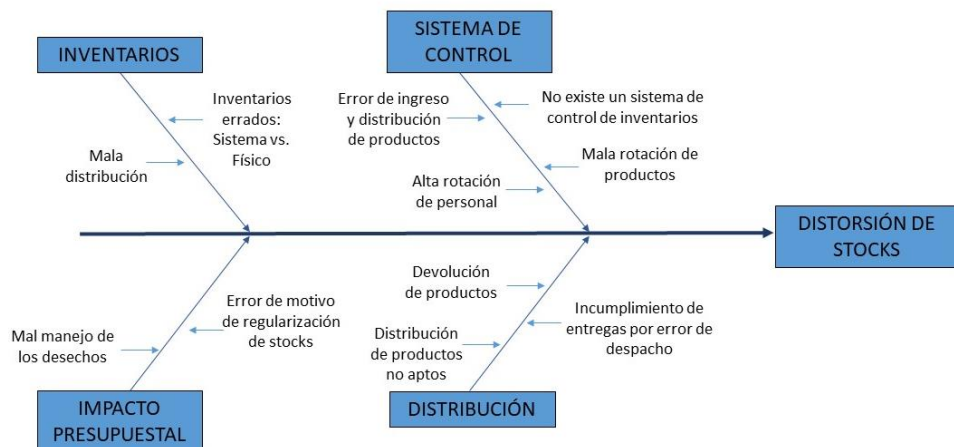 INVENTARIOS
SISTEMA DE
CONTROL
Inventarios
errados:
Sistema vs.
Físico
Mala
distribución
Error de ingreso
y distribución
de productos
No existe un sistema de
control de inventarios
Mala rotación de
productos
Alta rotación
de personal
DISTORSIÓN DE
STOCKS
Error de motivo
de regularización
de stocks
Mal manejo de
los desechos
Devolución
de productos
Incumplimiento de
entregas por error de
despacho
Distribución
de productos
no aptos
IMPACTO
PRESUPUESTAL
DISTRIBUCIÓN